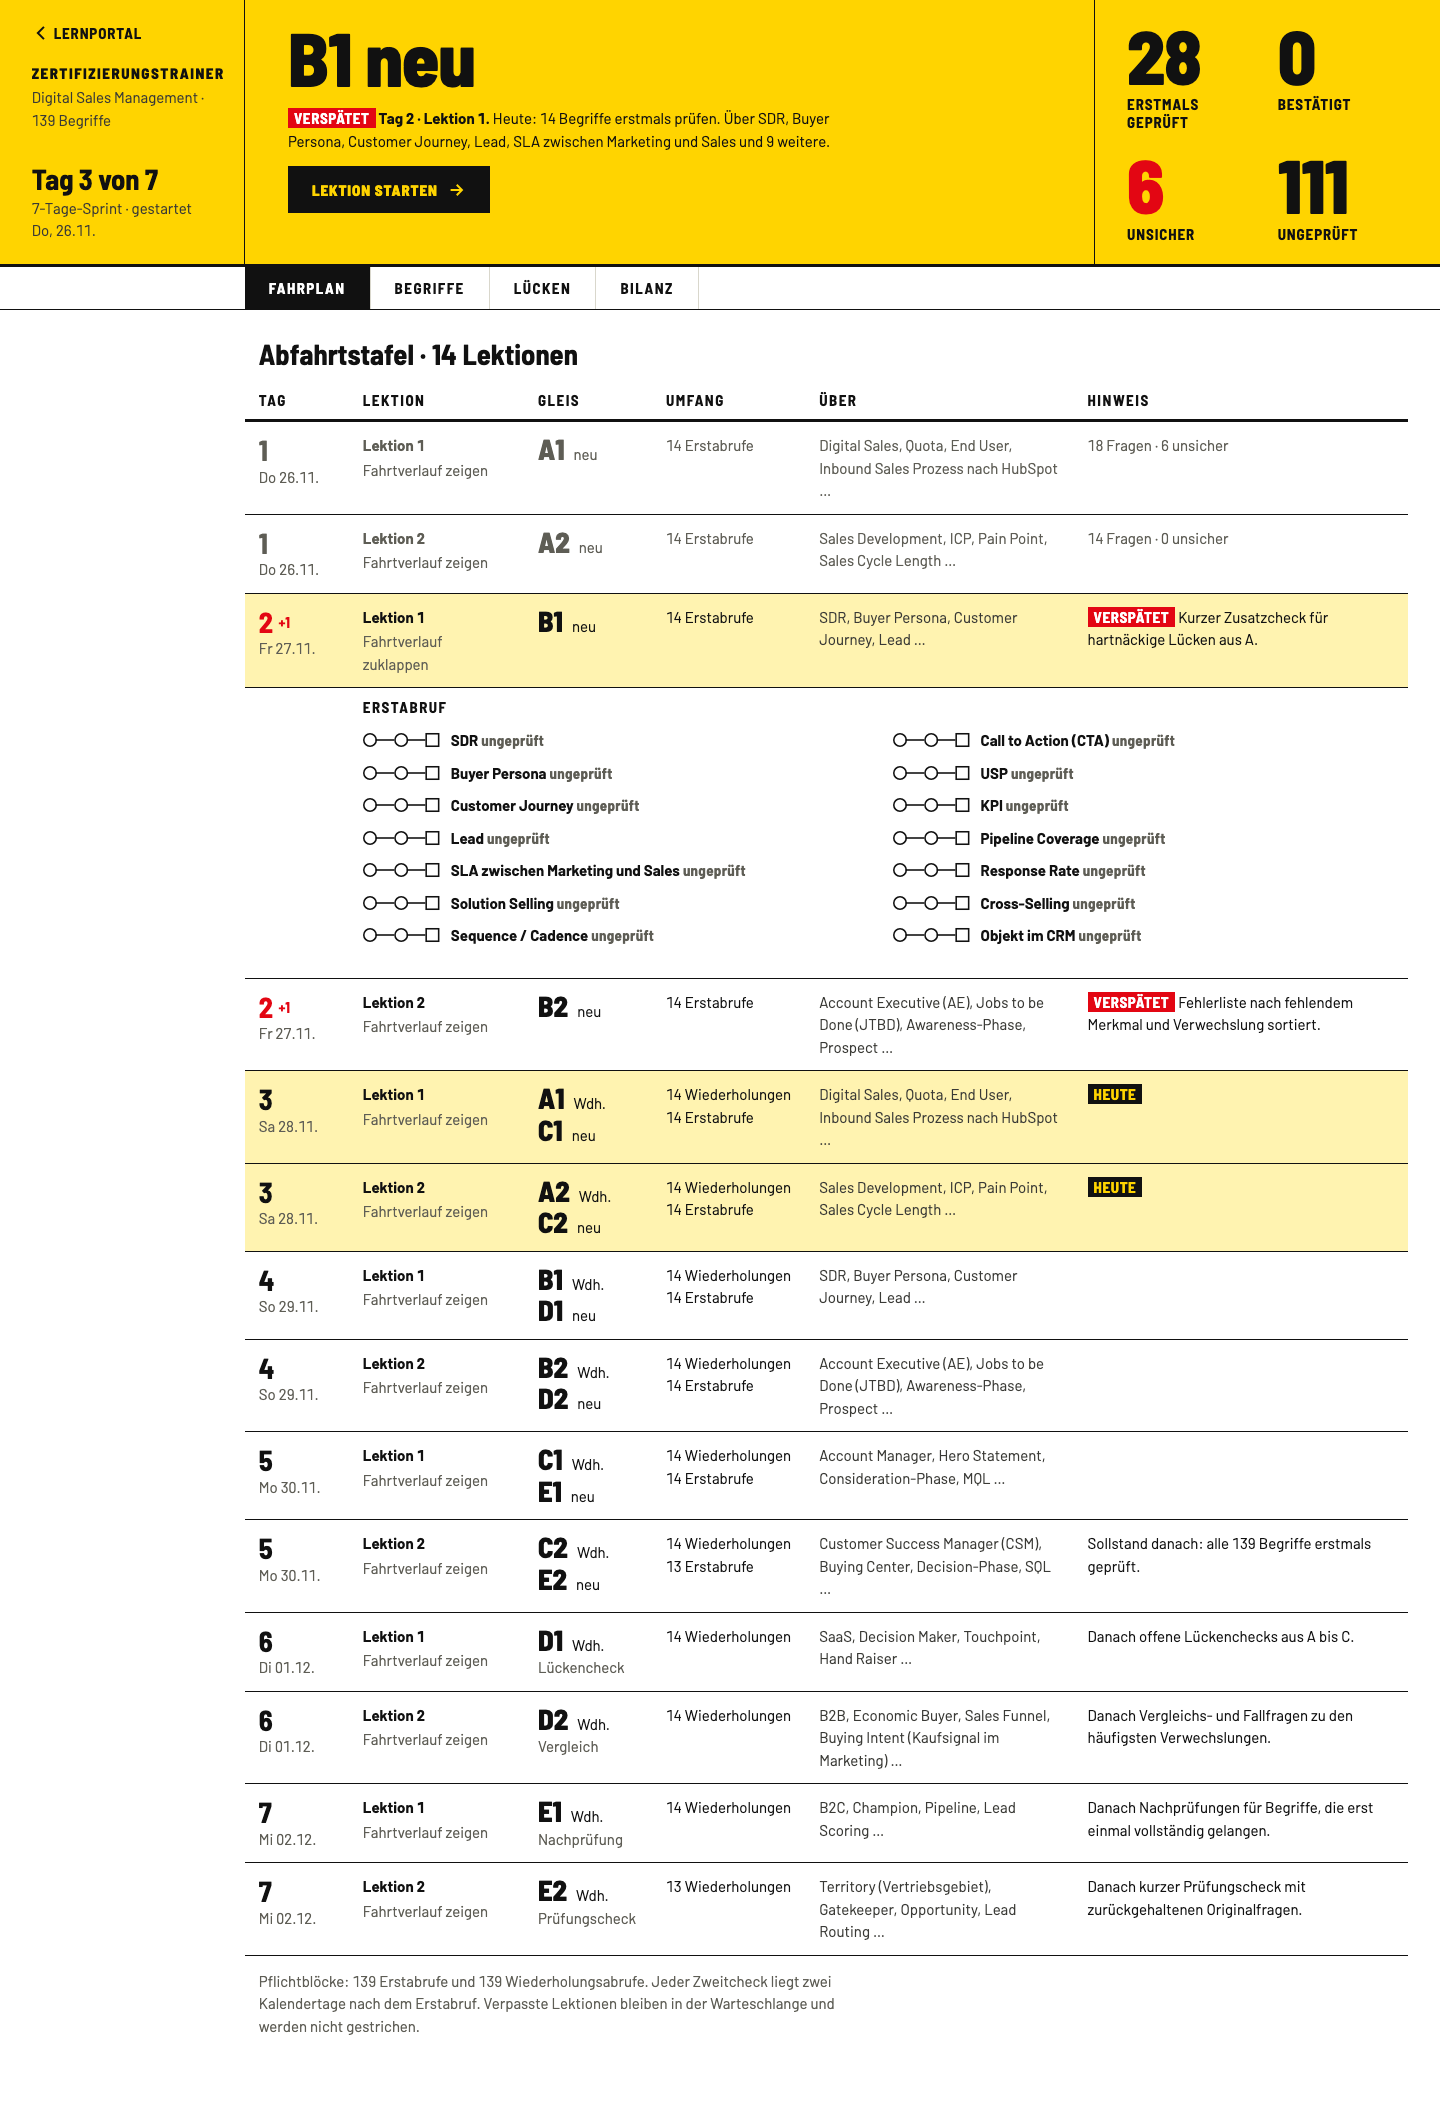 LERNPORTAL
ZERTIFIZIERUNGSTRAINER
Digital Sales Management ·
139 Begriffe
Tag 3 von 7
7-Tage-Sprint · gestartet
Do, 26.11.
B1 neu
VERSPÄTET Tag 2 · Lektion 1. Heute: 14 Begriffe erstmals prüfen. Über SDR, Buyer
Persona, Customer Journey, Lead, SLA zwischen Marketing und Sales und 9 weitere.
LEKTION STARTEN →
28
ERSTMALS
GEPRÜFT
0
BESTÄTIGT
6
UNSICHER
111
UNGEPRÜFT
FAHRPLAN BEGRIFFE LÜCKEN BILANZ
Abfahrtstafel · 14 Lektionen
TAG LEKTION GLEIS UMFANG ÜBER HINWEIS
1 Lektion 1 A1 neu 14 Erstabrufe Digital Sales, Quota, End User, 18 Fragen · 6 unsicher
Do 26.11. Fahrtverlauf zeigen Inbound Sales Prozess nach HubSpot
...
1 Lektion 2 A2 neu 14 Erstabrufe Sales Development, ICP, Pain Point, 14 Fragen · 0 unsicher
Do 26.11. Fahrtverlauf zeigen Sales Cycle Length ...
2 +1 Lektion 1 B1 neu 14 Erstabrufe SDR, Buyer Persona, Customer VERSPÄTET Kurzer Zusatzcheck für
Fr 27.11. Fahrtverlauf Journey, Lead ... hartnäckige Lücken aus A.
zuklappen
ERSTABRUF
SDR ungeprüft Call to Action (CTA) ungeprüft
Buyer Persona ungeprüft USP ungeprüft
Customer Journey ungeprüft KPI ungeprüft
Lead ungeprüft Pipeline Coverage ungeprüft
SLA zwischen Marketing und Sales ungeprüft Response Rate ungeprüft
Solution Selling ungeprüft Cross-Selling ungeprüft
Sequence / Cadence ungeprüft Objekt im CRM ungeprüft
2 +1 Lektion 2 B2 neu 14 Erstabrufe Account Executive (AE), Jobs to be VERSPÄTET Fehlerliste nach fehlendem
Fr 27.11. Fahrtverlauf zeigen Done (JTBD), Awareness-Phase, Merkmal und Verwechslung sortiert.
Prospect ...
3 Lektion 1 A1 Wdh. 14 Wiederholungen Digital Sales, Quota, End User, HEUTE
Sa 28.11. Fahrtverlauf zeigen C1 neu 14 Erstabrufe Inbound Sales Prozess nach HubSpot
...
3 Lektion 2 A2 Wdh. 14 Wiederholungen Sales Development, ICP, Pain Point, HEUTE
Sa 28.11. Fahrtverlauf zeigen C2 neu 14 Erstabrufe Sales Cycle Length ...
4 Lektion 1 B1 Wdh. 14 Wiederholungen SDR, Buyer Persona, Customer
So 29.11. Fahrtverlauf zeigen D1 neu 14 Erstabrufe Journey, Lead ...
4 Lektion 2 B2 Wdh. 14 Wiederholungen Account Executive (AE), Jobs to be
So 29.11. Fahrtverlauf zeigen D2 neu 14 Erstabrufe Done (JTBD), Awareness-Phase,
Prospect ...
5 Lektion 1 C1 Wdh. 14 Wiederholungen Account Manager, Hero Statement,
Mo 30.11. Fahrtverlauf zeigen E1 neu 14 Erstabrufe Consideration-Phase, MQL ...
5 Lektion 2 C2 Wdh. 14 Wiederholungen Customer Success Manager (CSM), Sollstand danach: alle 139 Begriffe erstmals
Mo 30.11. Fahrtverlauf zeigen E2 neu 13 Erstabrufe Buying Center, Decision-Phase, SQL geprüft.
...
6 Lektion 1 D1 Wdh. 14 Wiederholungen SaaS, Decision Maker, Touchpoint, Danach offene Lückenchecks aus A bis C.
Di 01.12. Fahrtverlauf zeigen Lückencheck Hand Raiser ...
6 Lektion 2 D2 Wdh. 14 Wiederholungen B2B, Economic Buyer, Sales Funnel, Danach Vergleichs- und Fallfragen zu den
Di 01.12. Fahrtverlauf zeigen Vergleich Buying Intent (Kaufsignal im häufigsten Verwechslungen.
Marketing) ...
7 Lektion 1 E1 Wdh. 14 Wiederholungen B2C, Champion, Pipeline, Lead Danach Nachprüfungen für Begriffe, die erst
Mi 02.12. Fahrtverlauf zeigen Nachprüfung Scoring ... einmal vollständig gelangen.
7 Lektion 2 E2 Wdh. 13 Wiederholungen Territory (Vertriebsgebiet), Danach kurzer Prüfungscheck mit
Mi 02.12. Fahrtverlauf zeigen Prüfungscheck Gatekeeper, Opportunity, Lead zurückgehaltenen Originalfragen.
Routing ...
Pflichtblöcke: 139 Erstabrufe und 139 Wiederholungsabrufe. Jeder Zweitcheck liegt zwei
Kalendertage nach dem Erstabruf. Verpasste Lektionen bleiben in der Warteschlange und
werden nicht gestrichen.